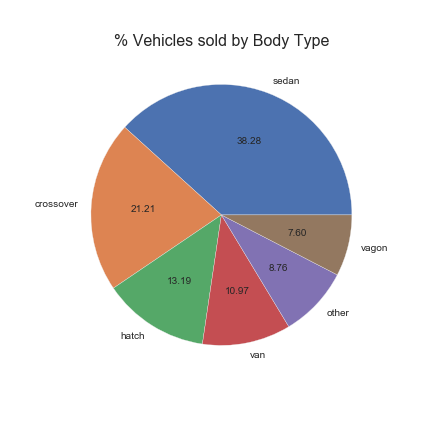 % Vehicles sold by Body Type
sedan
38.28
crossover
21.21
hatch
13.19
van
10.97
other
8.76
vagon
7.60